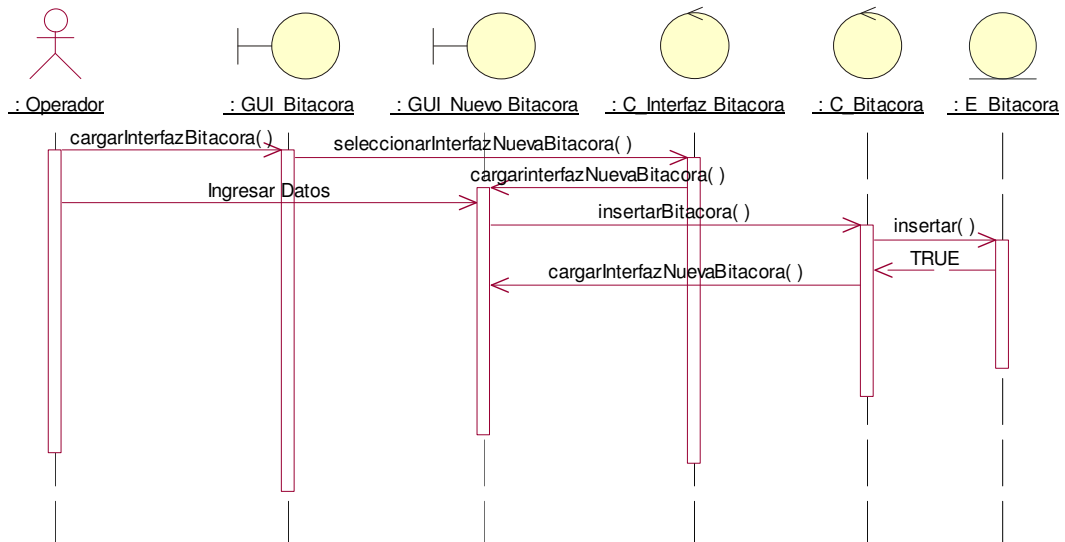 : Operador
: GUI_Bitacora
: GUI_Nuevo Bitacora
: C_Interfaz Bitacora
: C_Bitacora
: E_Bitacora
cargarInterfazBitacora( )
seleccionarInterfazNuevaBitacora( )
cargarinterfazNuevaBitacora( )
Ingresar Datos
insertarBitacora( )
insertar( )
TRUE
cargarInterfazNuevaBitacora( )